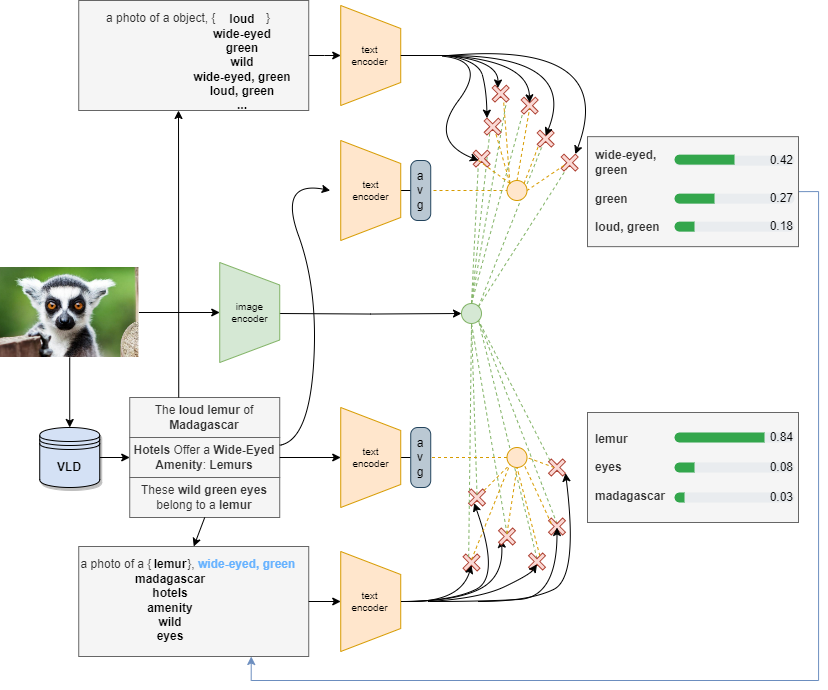 a photo of a object, { loud }
wide-eyed
green
wild
wide-eyed, green
loud, green
...
text
encoder
text
encoder
a
v
g
wide-eyed,
green
0.42
green
0.27
loud, green
0.18
image
encoder
The loud lemur of
Madagascar
Hotels Offer a Wide-Eyed
Amenity: Lemurs
These wild green eyes
belong to a lemur
VLD
text
encoder
a
v
g
lemur
0.84
eyes
0.08
madagascar
0.03
a photo of a { lemur}, wide-eyed, green
madagascar
hotels
amenity
wild
eyes
text
encoder